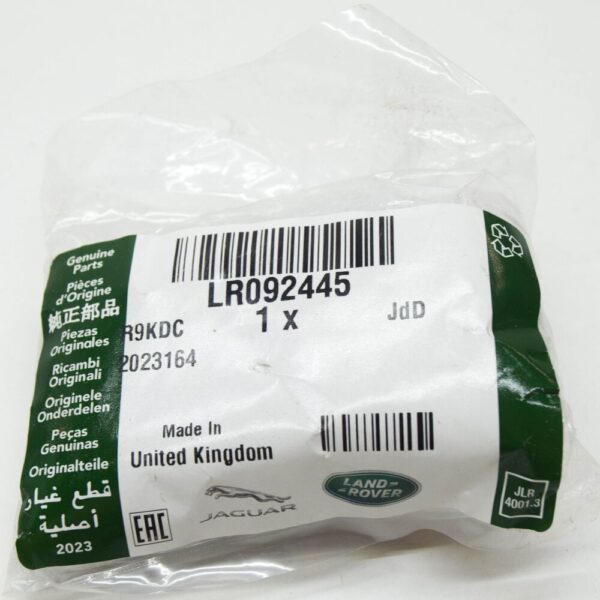 Genuine
Parts
Pièces
d'Origine
純正部品
Piezas
Originales
Ricambi
Originali
Originele
Onderdelen
Peças
Genuinas
Originalteile
قطع غيار
أصلية
2023
LR092445
1 x
JdD
R9KDC
2023164
Made In
United Kingdom
EAC
JAGUAR
LAND-
-ROVER
JLR
4001.3